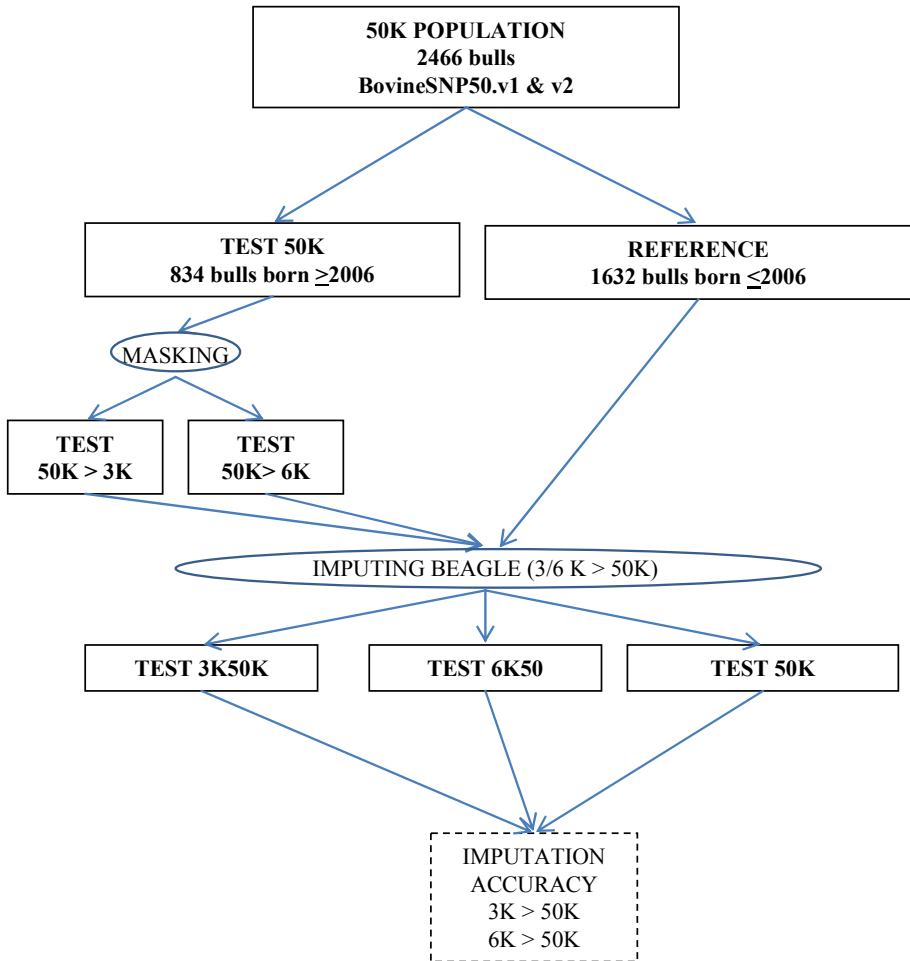 50K POPULATION
2466 bulls
BovineSNP50.v1 & v2
TEST 50K
834 bulls born ≥2006
REFERENCE
1632 bulls born ≤2006
MASKING
TEST
50K > 3K
TEST
50K> 6K
IMPUTING BEAGLE (3/6 K > 50K)
TEST 3K50K
TEST 6K50
TEST 50K
IMPUTATION
ACCURACY
3K > 50K
6K > 50K